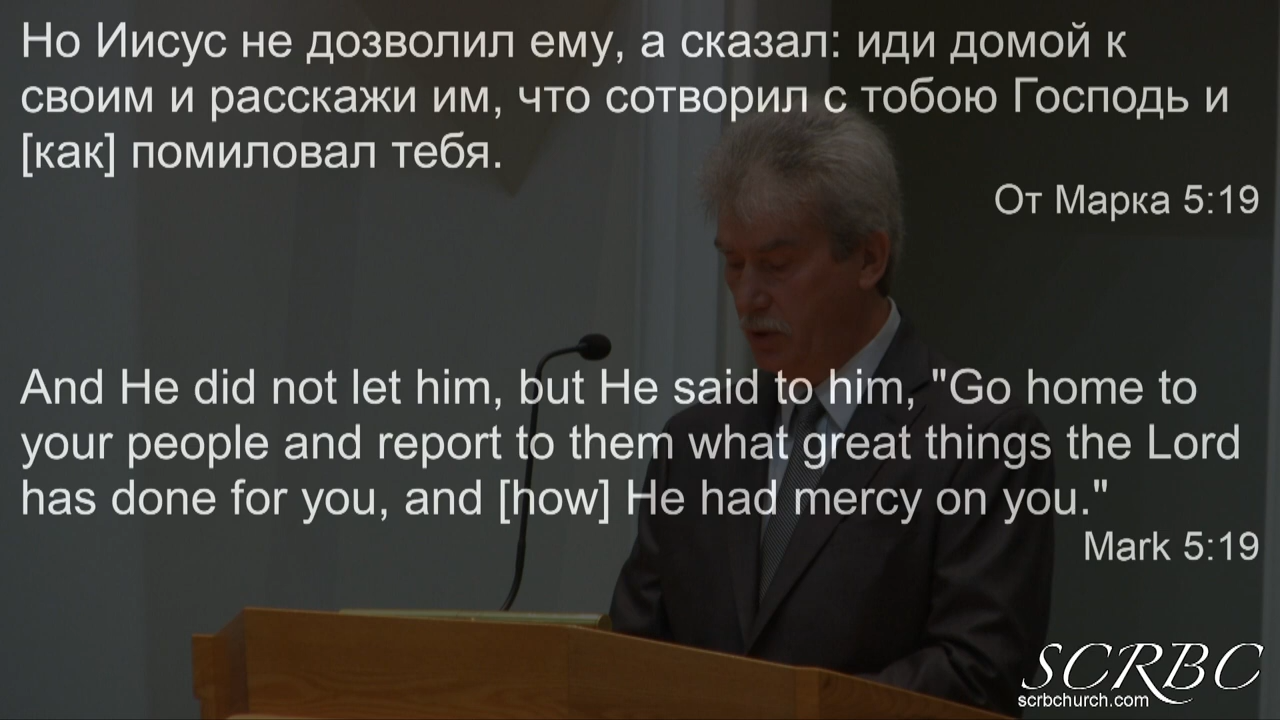 Но Иисус не дозволил ему, а сказал: иди домой к
своим и расскажи им, что сотворил с тобою Господь и
[как] помиловал тебя.
От Марка 5:19
And He did not let him, but He said to him, "Go home to
your people and report to them what great things the Lord
has done for you, and [how] He had mercy on you."
Mark 5:19
SCRBC
scrbchurch.com